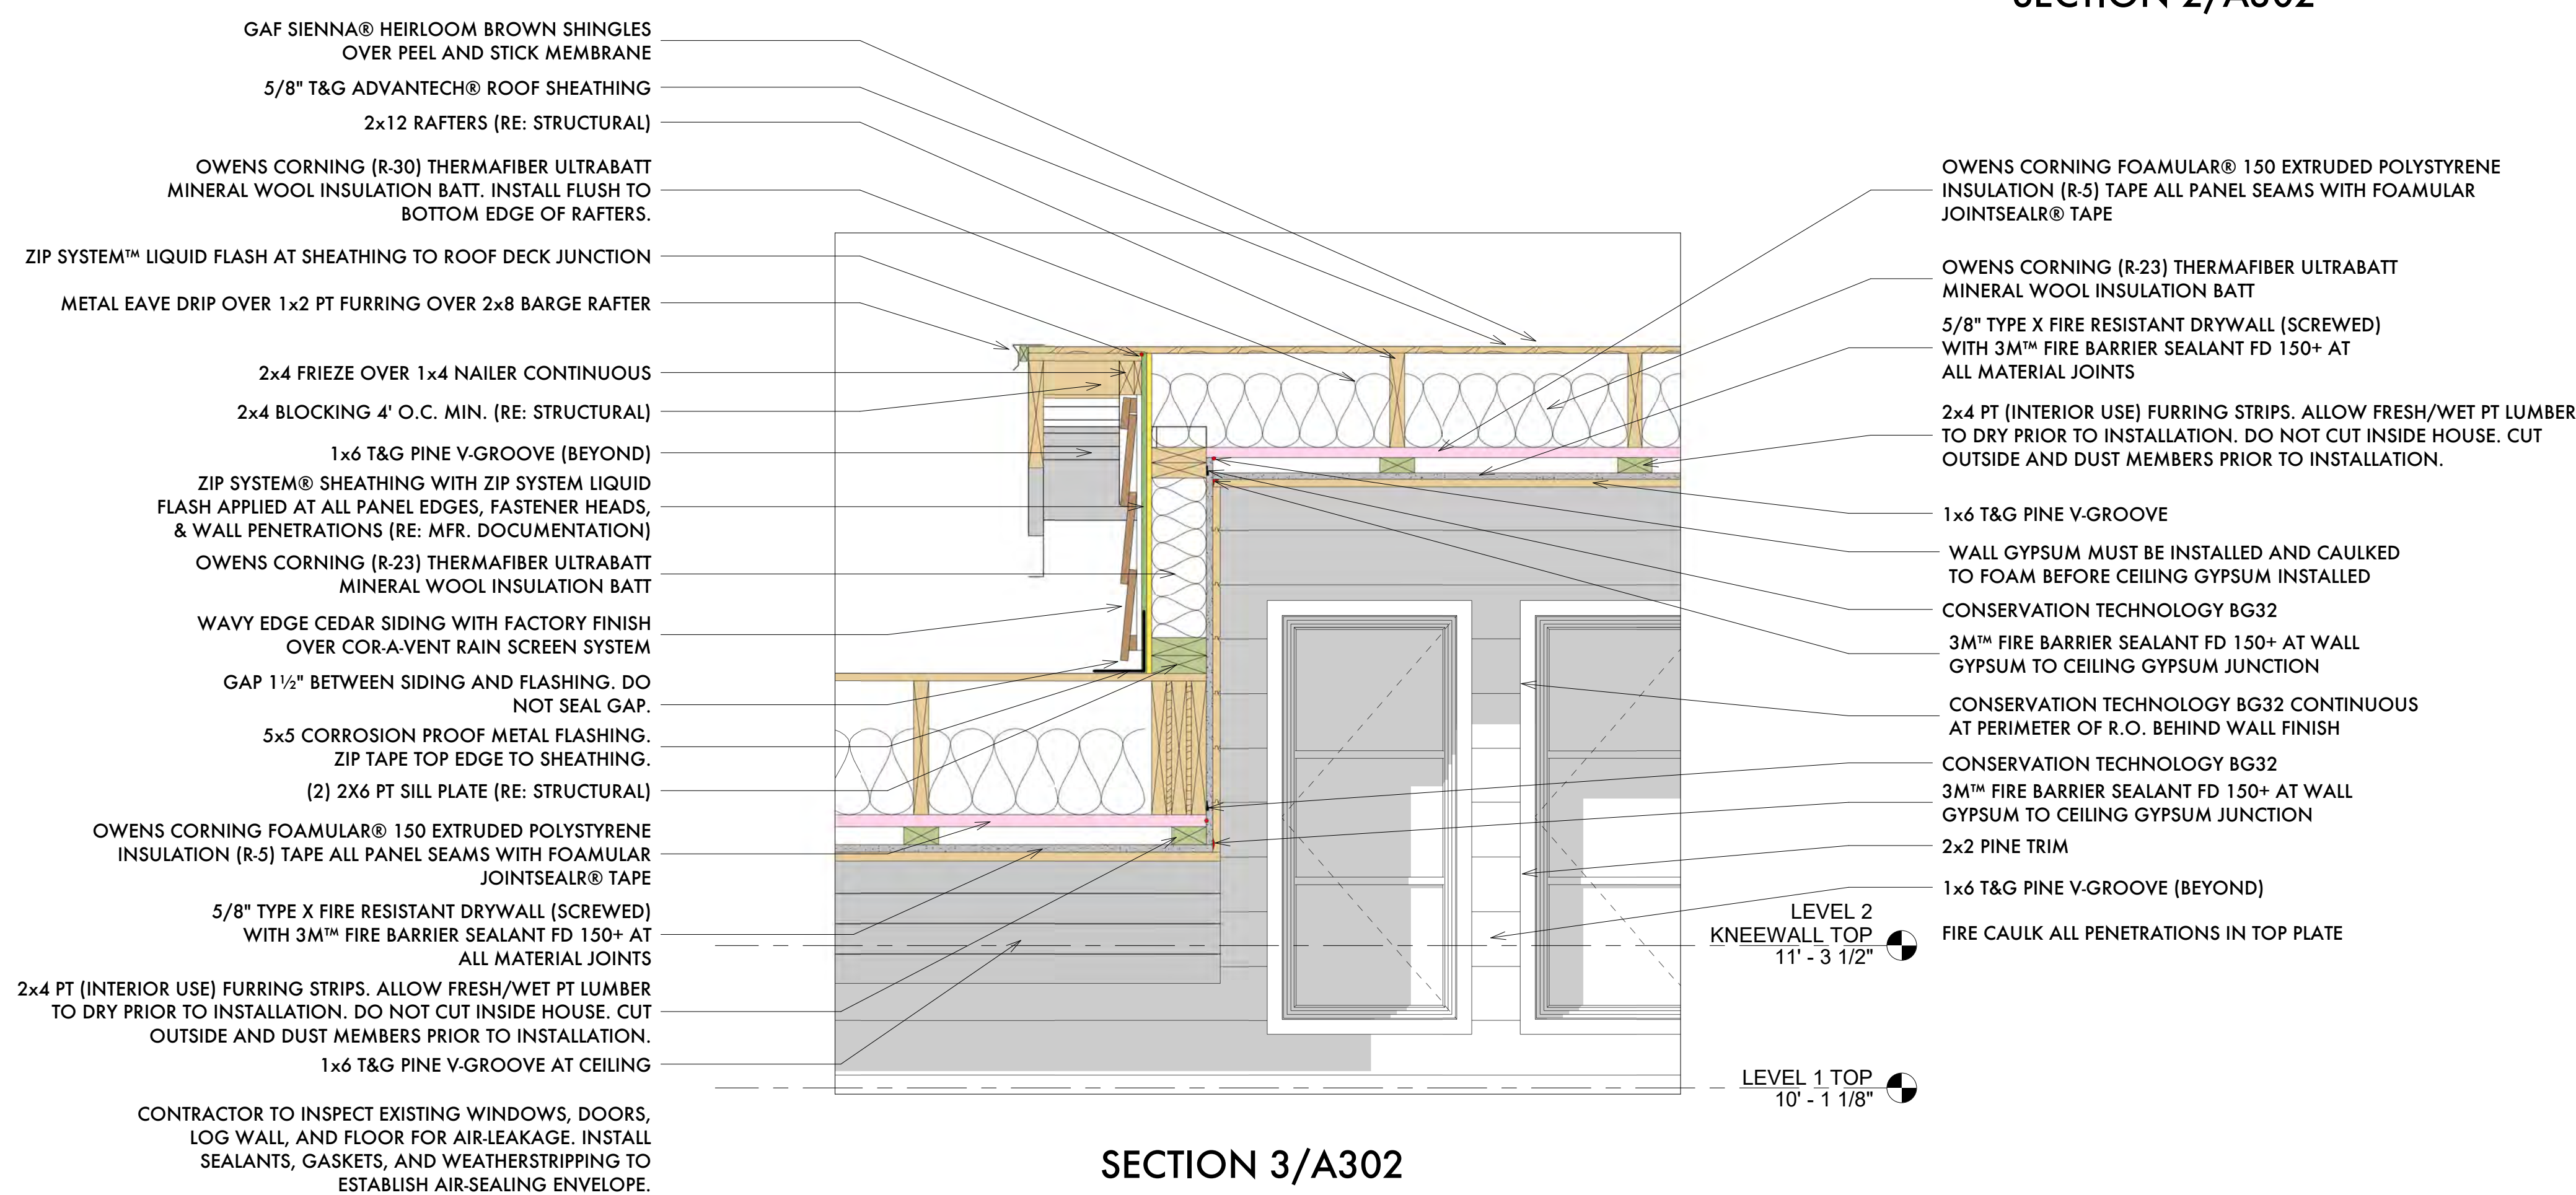 SECTION 2/A302
GAF SIENNA® HEIRLOOM BROWN SHINGLES
OVER PEEL AND STICK MEMBRANE
5/8" T&G ADVANTECH® ROOF SHEATHING
2x12 RAFTERS (RE: STRUCTURAL)
OWENS CORNING (R-30) THERMAFIBER ULTRABATT
MINERAL WOOL INSULATION BATT. INSTALL FLUSH TO
BOTTOM EDGE OF RAFTERS.
ZIP SYSTEM™ LIQUID FLASH AT SHEATHING TO ROOF DECK JUNCTION
METAL EAVE DRIP OVER 1x2 PT FURRING OVER 2x8 BARGE RAFTER
2x4 FRIEZE OVER 1x4 NAILER CONTINUOUS
2x4 BLOCKING 4' O.C. MIN. (RE: STRUCTURAL)
1x6 T&G PINE V-GROOVE (BEYOND)
ZIP SYSTEM® SHEATHING WITH ZIP SYSTEM LIQUID
FLASH APPLIED AT ALL PANEL EDGES, FASTENER HEADS,
& WALL PENETRATIONS (RE: MFR. DOCUMENTATION)
OWENS CORNING (R-23) THERMAFIBER ULTRABATT
MINERAL WOOL INSULATION BATT
WAVY EDGE CEDAR SIDING WITH FACTORY FINISH
OVER COR-A-VENT RAIN SCREEN SYSTEM
GAP 1½" BETWEEN SIDING AND FLASHING. DO
NOT SEAL GAP.
5x5 CORROSION PROOF METAL FLASHING.
ZIP TAPE TOP EDGE TO SHEATHING.
(2) 2X6 PT SILL PLATE (RE: STRUCTURAL)
OWENS CORNING FOAMULAR® 150 EXTRUDED POLYSTYRENE
INSULATION (R-5) TAPE ALL PANEL SEAMS WITH FOAMULAR
JOINTSEALR® TAPE
5/8" TYPE X FIRE RESISTANT DRYWALL (SCREWED)
WITH 3M™ FIRE BARRIER SEALANT FD 150+ AT
ALL MATERIAL JOINTS
2x4 PT (INTERIOR USE) FURRING STRIPS. ALLOW FRESH/WET PT LUMBER
TO DRY PRIOR TO INSTALLATION. DO NOT CUT INSIDE HOUSE. CUT
OUTSIDE AND DUST MEMBERS PRIOR TO INSTALLATION.
1x6 T&G PINE V-GROOVE AT CEILING
CONTRACTOR TO INSPECT EXISTING WINDOWS, DOORS,
LOG WALL, AND FLOOR FOR AIR-LEAKAGE. INSTALL
SEALANTS, GASKETS, AND WEATHERSTRIPPING TO
ESTABLISH AIR-SEALING ENVELOPE.
OWENS CORNING FOAMULAR® 150 EXTRUDED POLYSTYRENE
INSULATION (R-5) TAPE ALL PANEL SEAMS WITH FOAMULAR
JOINTSEALR® TAPE
OWENS CORNING (R-23) THERMAFIBER ULTRABATT
MINERAL WOOL INSULATION BATT
5/8" TYPE X FIRE RESISTANT DRYWALL (SCREWED)
WITH 3M™ FIRE BARRIER SEALANT FD 150+ AT
ALL MATERIAL JOINTS
2x4 PT (INTERIOR USE) FURRING STRIPS. ALLOW FRESH/WET PT LUMBER
TO DRY PRIOR TO INSTALLATION. DO NOT CUT INSIDE HOUSE. CUT
OUTSIDE AND DUST MEMBERS PRIOR TO INSTALLATION.
1x6 T&G PINE V-GROOVE
WALL GYPSUM MUST BE INSTALLED AND CAULKED
TO FOAM BEFORE CEILING GYPSUM INSTALLED
CONSERVATION TECHNOLOGY BG32
3M™ FIRE BARRIER SEALANT FD 150+ AT WALL
GYPSUM TO CEILING GYPSUM JUNCTION
CONSERVATION TECHNOLOGY BG32 CONTINUOUS
AT PERIMETER OF R.O. BEHIND WALL FINISH
CONSERVATION TECHNOLOGY BG32
3M™ FIRE BARRIER SEALANT FD 150+ AT WALL
GYPSUM TO CEILING GYPSUM JUNCTION
2x2 PINE TRIM
1x6 T&G PINE V-GROOVE (BEYOND)
FIRE CAULK ALL PENETRATIONS IN TOP PLATE
LEVEL 2
KNEEWALL TOP
11' - 3 1/2"
LEVEL 1 TOP
10' - 1 1/8"
SECTION 3/A302